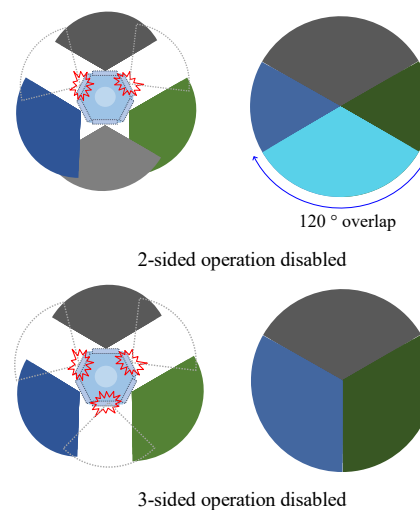 120 ° overlap
2-sided operation disabled
3-sided operation disabled